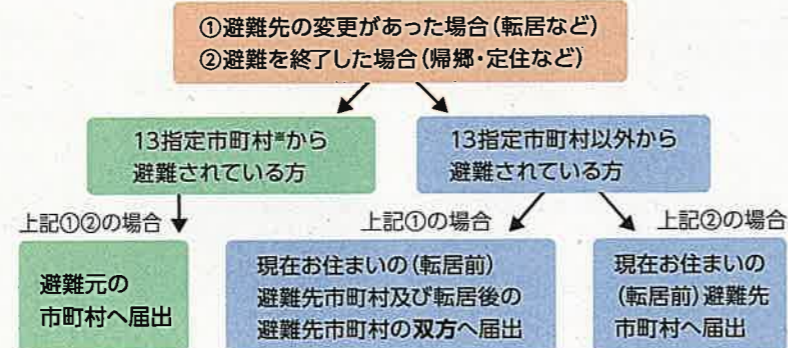 ①避難先の変更があった場合(転居など)
②避難を終了した場合(帰郷・定住など)
13指定市町村※から
避難されている方
13指定市町村以外から
避難されている方
上記①②の場合
上記①の場合
上記②の場合
避難元の
市町村へ届出
現在お住まいの(転居前)
避難先市町村及び転居後の
避難先市町村の双方へ届出
現在お住まいの
(転居前)避難先
市町村へ届出